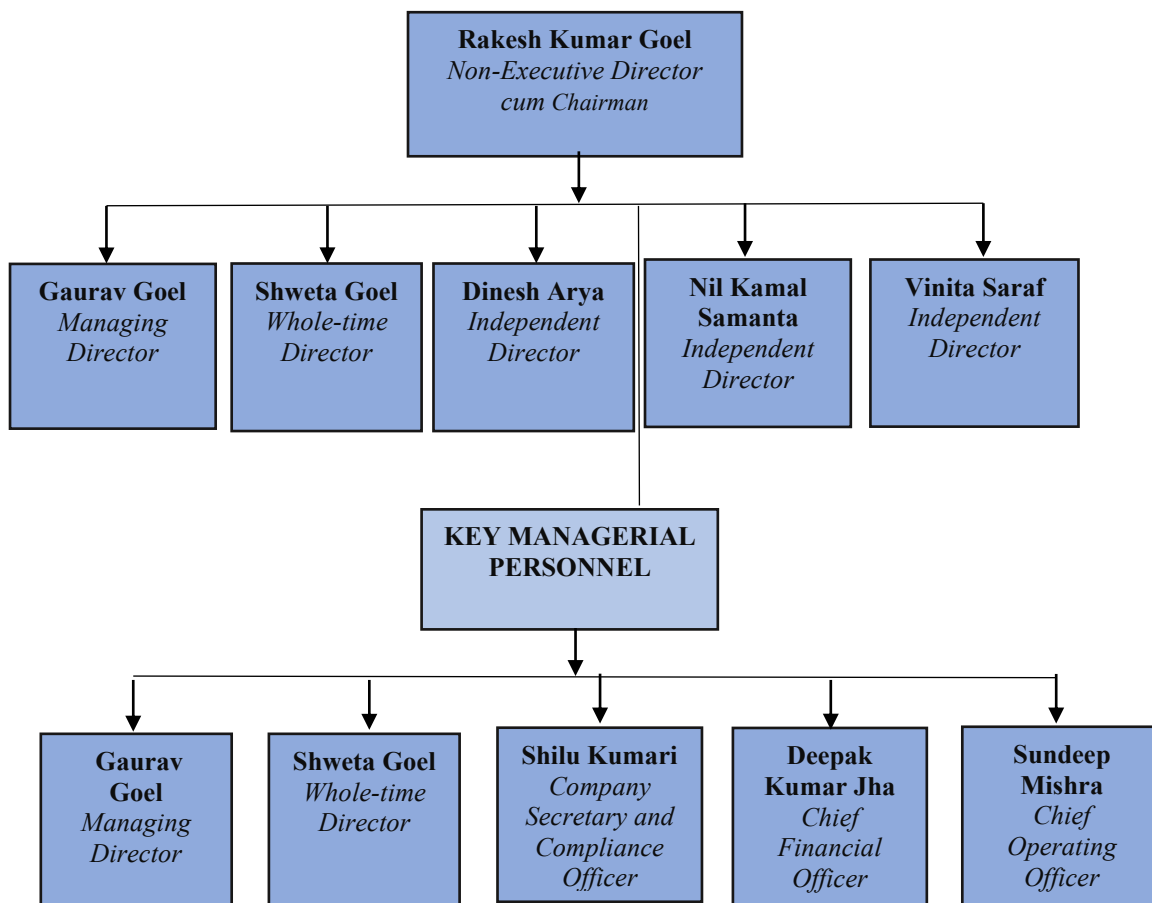 Rakesh Kumar Goel
Non-Executive Director
cum Chairman
Gaurav Goel
Managing
Director
Shweta Goel
Whole-time
Director
Dinesh Arya
Independent
Director
Nil Kamal
Samanta
Independent
Director
Vinita Saraf
Independent
Director
KEY MANAGERIAL
PERSONNEL
Gaurav
Goel
Managing
Director
Shweta Goel
Whole-time
Director
Shilu Kumari
Company
Secretary and
Compliance
Officer
Deepak
Kumar Jha
Chief
Financial
Officer
Sundeep
Mishra
Chief
Operating
Officer